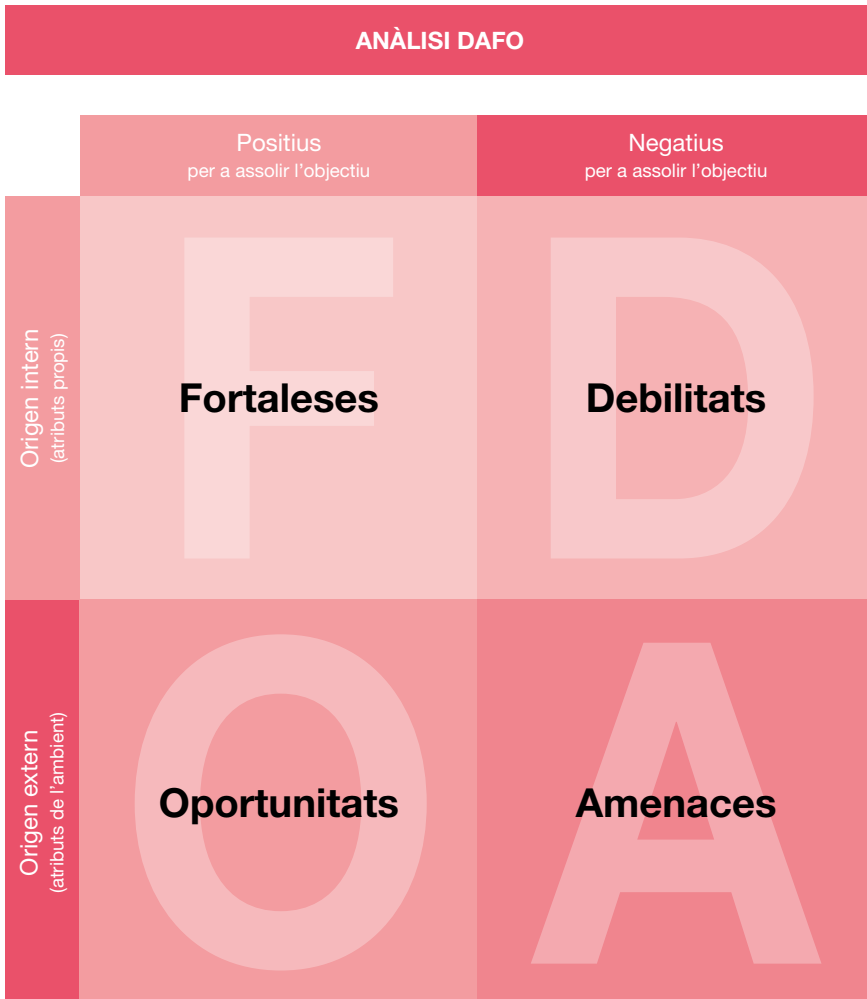 ANÀLISI DAFO
Positius
per a assolir l’objectiu
Negatius
per a assolir l’objectiu
Origen intern
(atributs propis)
F
Fortaleses
D
Debilitats
Origen extern
(atributs de l’ambient)
O
Oportunitats
A
Amenaces